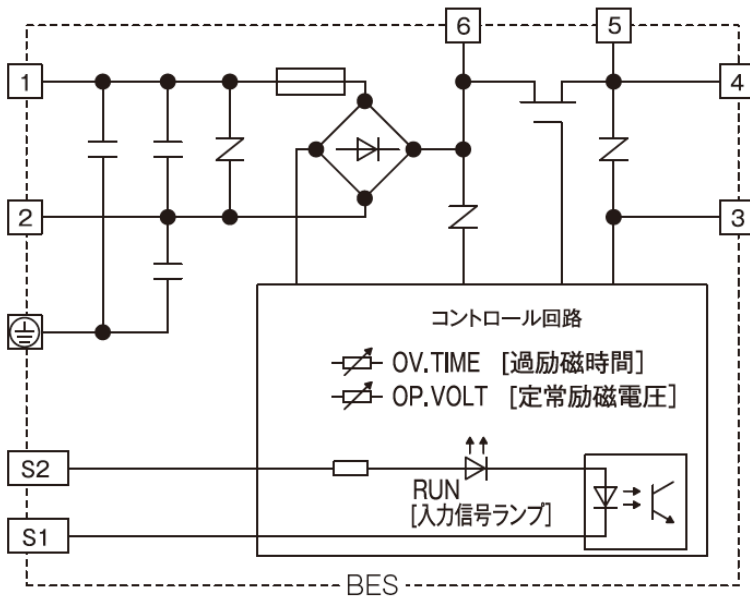 6
5
1
4
2
3
コントロール回路
OV.TIME [過励磁時間]
OP.VOLT [定常励磁電圧]
S2
RUN
[入力信号ランプ]
S1
BES